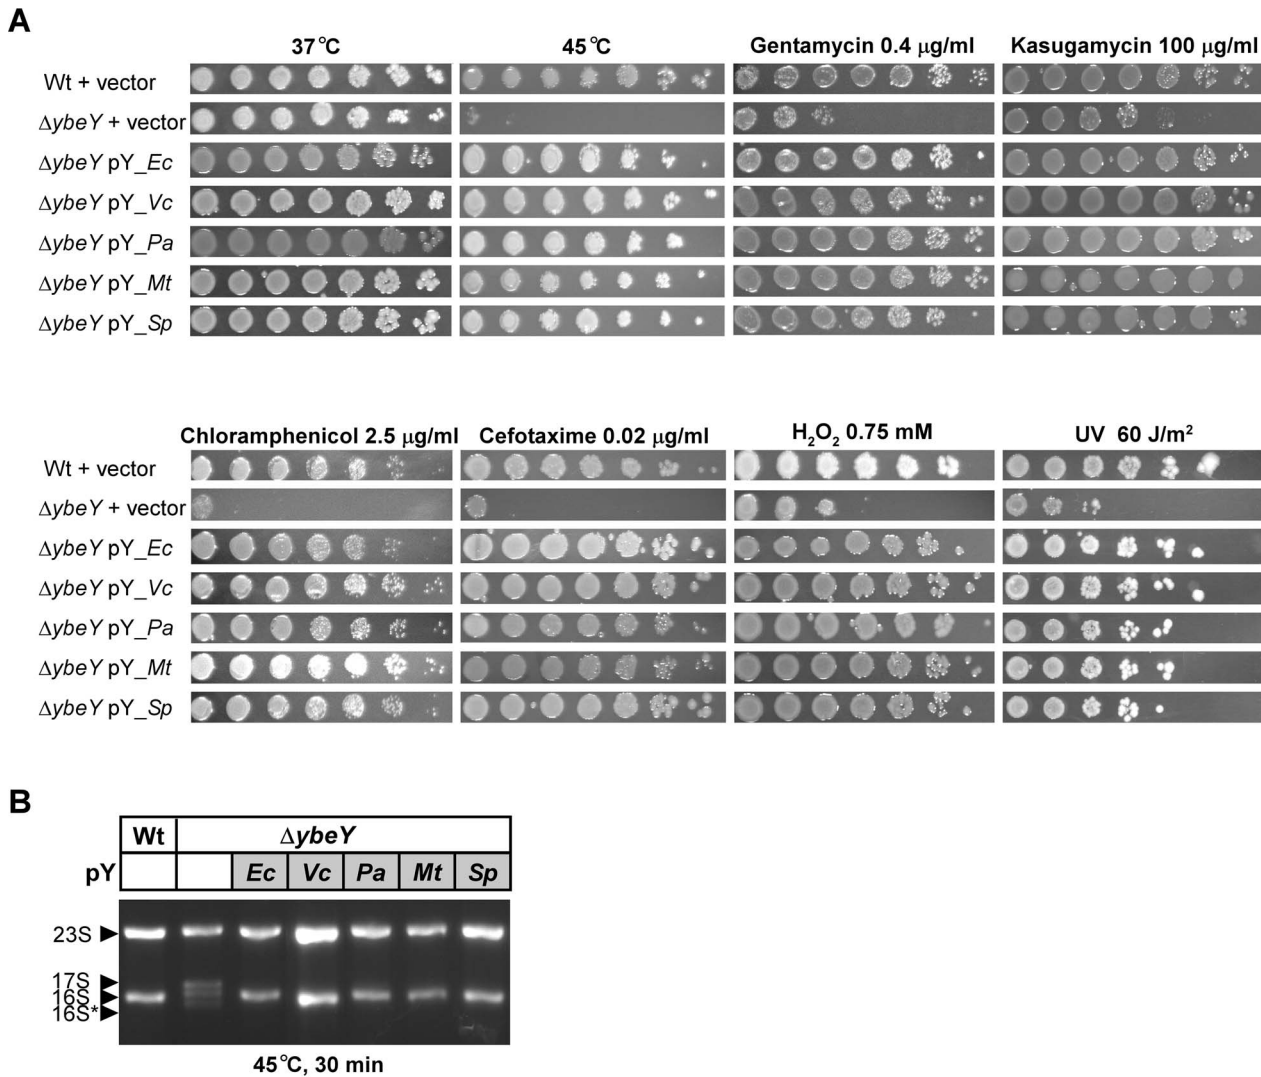 A
37°C 45°C Gentamycin 0.4 μg/ml Kasugamycin 100 μg/ml
Wt + vector
ΔybeY + vector
ΔybeY pY_Ec
ΔybeY pY_Vc
ΔybeY pY_Pa
ΔybeY pY_Mt
ΔybeY pY_Sp
Chloramphenicol 2.5 μg/ml Cefotaxime 0.02 μg/ml H₂O₂ 0.75 mM UV 60 J/m²
Wt + vector
ΔybeY + vector
ΔybeY pY_Ec
ΔybeY pY_Vc
ΔybeY pY_Pa
ΔybeY pY_Mt
ΔybeY pY_Sp
B
Wt ΔybeY
pY Ec Vc Pa Mt Sp
23S
17S
16S
16S*
45°C, 30 min